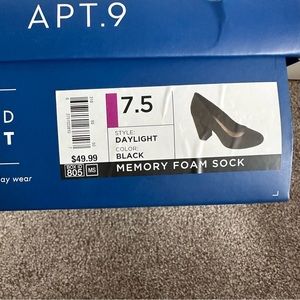 APT.9
D
T
ay wear
7.5
STYLE:
DAYLIGHT
COLOR:
BLACK
$49.99
805
MS
MEMORY FOAM SOCK